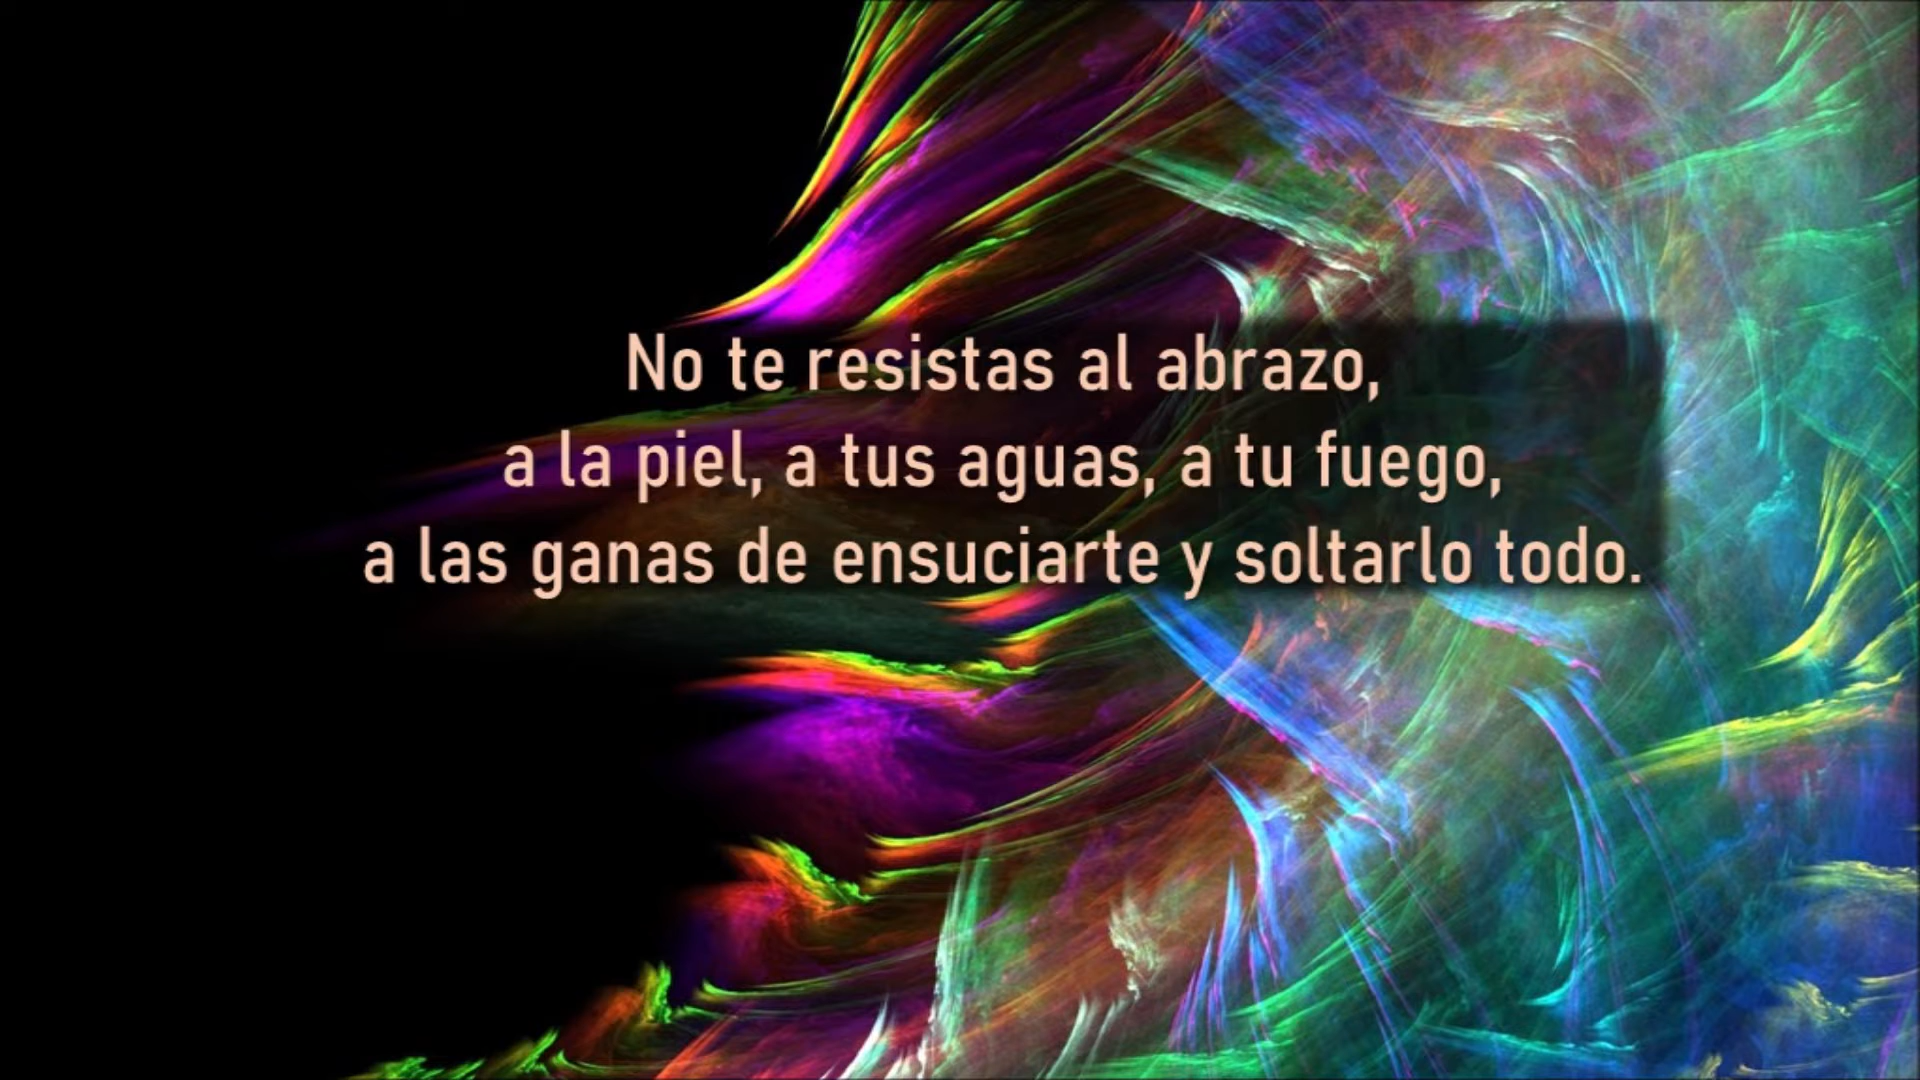 No te resistas al abrazo,
a la piel, a tus aguas, a tu fuego,
a las ganas de ensuciarte y soltarlo todo.